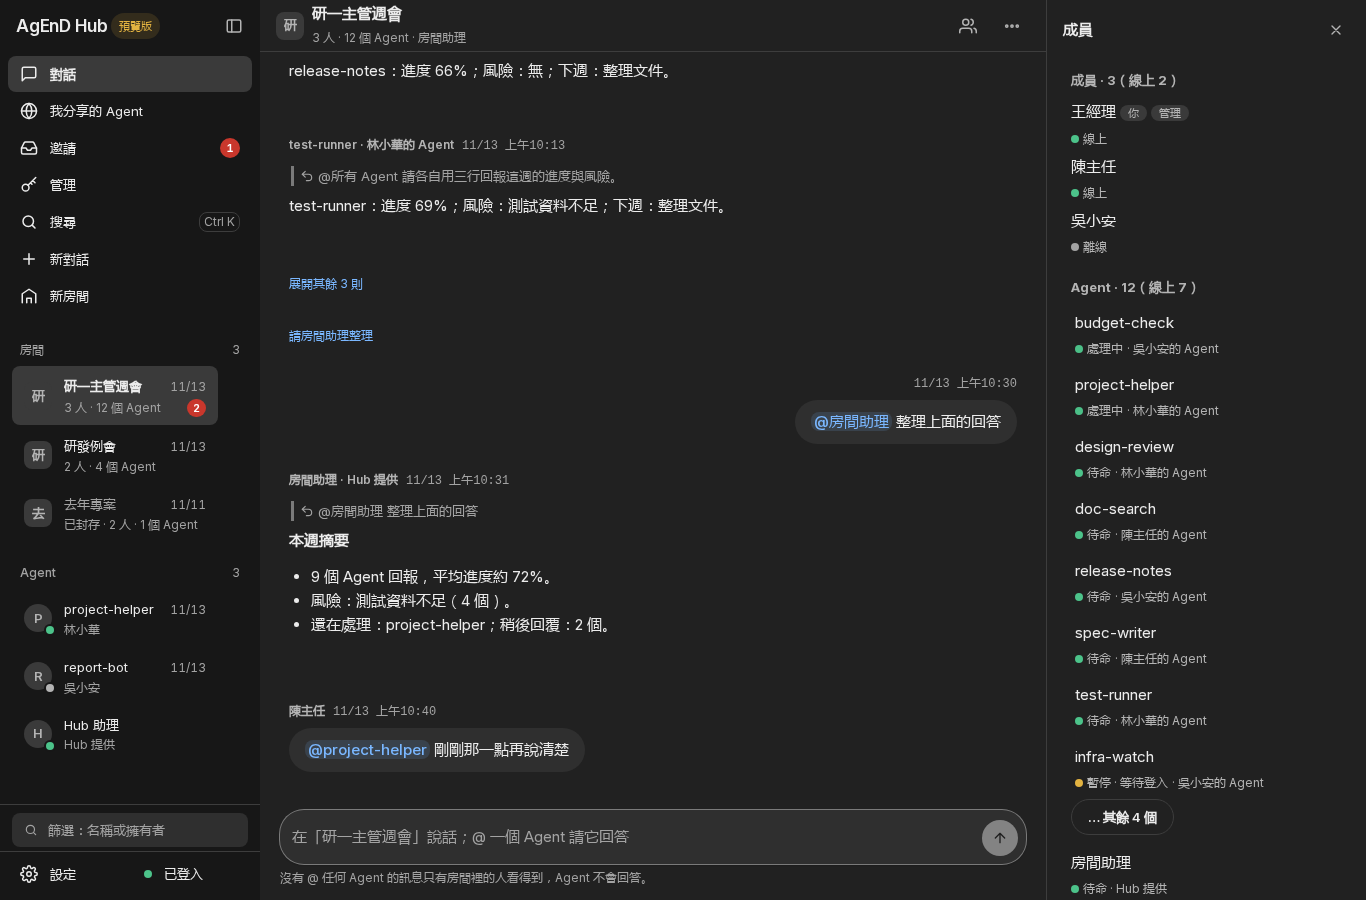 AgEnD Hub 預覽版
對話
我分享的 Agent
邀請 1
管理
搜尋 Ctrl K
新對話
新房間
房間 3
研 研一主管週會 11/13
3 人 · 12 個 Agent 2
研 研發例會 11/13
2 人 · 4 個 Agent
去 去年專案 11/11
已封存 · 2 人 · 1 個 Agent
Agent 3
P project-helper 11/13
林小華
R report-bot 11/13
吳小安
H Hub 助理
Hub 提供
篩選：名稱或擁有者
設定 已登入
研 研一主管週會
3 人 · 12 個 Agent · 房間助理
release-notes：進度 66%；風險：無；下週：整理文件。
test-runner · 林小華的 Agent 11/13 上午10:13
@所有 Agent 請各自用三行回報這週的進度與風險。
test-runner：進度 69%；風險：測試資料不足；下週：整理文件。
展開其餘 3 則
請房間助理整理
11/13 上午10:30
@房間助理 整理上面的回答
房間助理 · Hub 提供 11/13 上午10:31
@房間助理 整理上面的回答
本週摘要
• 9 個 Agent 回報，平均進度約 72%。
• 風險：測試資料不足（4 個）。
• 還在處理：project-helper；稍後回覆：2 個。
陳主任 11/13 上午10:40
@project-helper 剛剛那一點再說清楚
在「研一主管週會」說話；@ 一個 Agent 請它回答
沒有 @ 任何 Agent 的訊息只有房間裡的人看得到，Agent 不會回答。
成員
成員 · 3（線上 2）
王經理 你 管理
線上
陳主任
線上
吳小安
離線
Agent · 12（線上 7）
budget-check
處理中 · 吳小安的 Agent
project-helper
處理中 · 林小華的 Agent
design-review
待命 · 林小華的 Agent
doc-search
待命 · 陳主任的 Agent
release-notes
待命 · 吳小安的 Agent
spec-writer
待命 · 陳主任的 Agent
test-runner
待命 · 林小華的 Agent
infra-watch
暫停 · 等待登入 · 吳小安的 Agent
…其餘 4 個
房間助理
待命 · Hub 提供